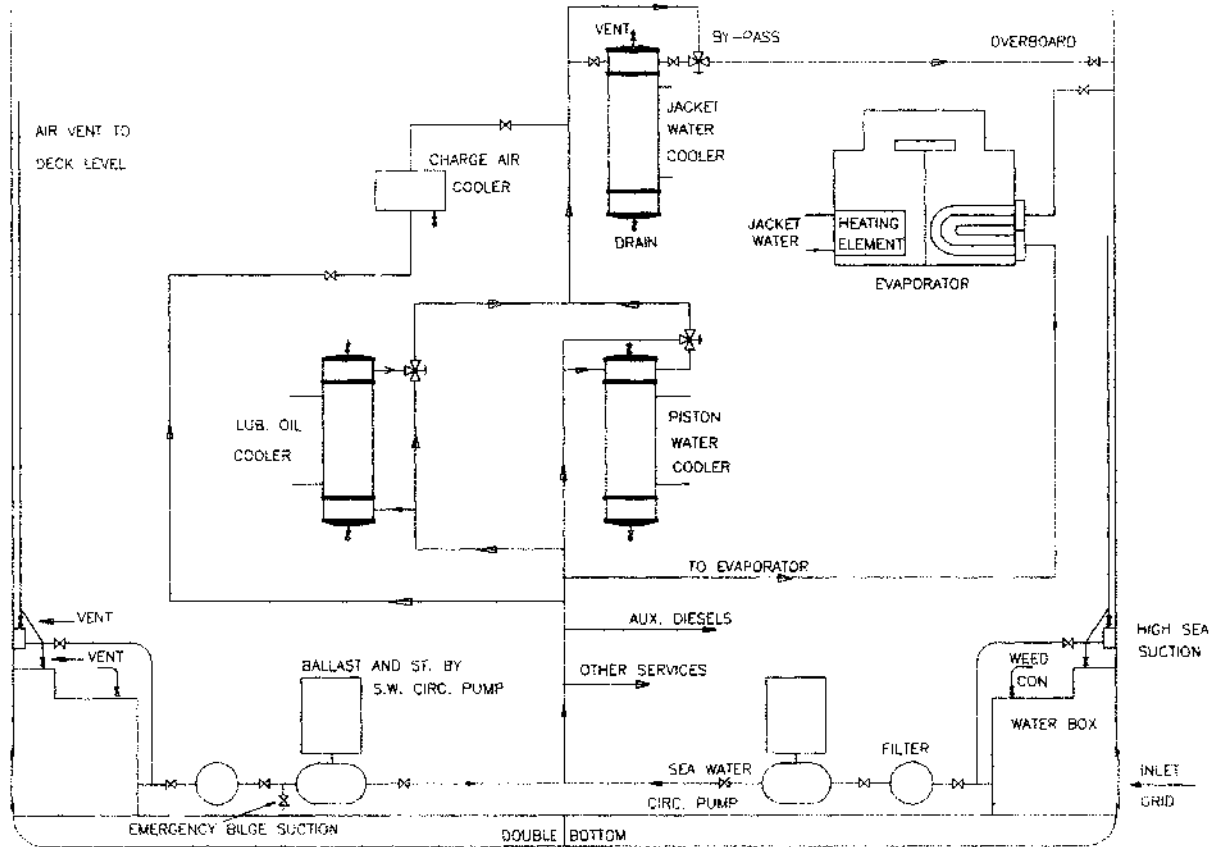 VENT
BY-PASS
OVERBOARD
AIR VENT TO
DECK LEVEL
JACKET
WATER
COOLER
CHARGE AIR
COOLER
DRAIN
JACKET
WATER
HEATING
ELEMENT
EVAPORATOR
LUB. OIL
COOLER
PISTON
WATER
COOLER
TO EVAPORATOR
AUX. DIESELS
VENT
VENT
BALLAST AND ST. BY
S.W. CIRC. PUMP
OTHER SERVICES
HIGH SEA
SUCTION
WEED
CON
WATER BOX
FILTER
SEA WATER
CIRC. PUMP
INLET
GRID
EMERGENCY BILGE SUCTION
DOUBLE BOTTOM